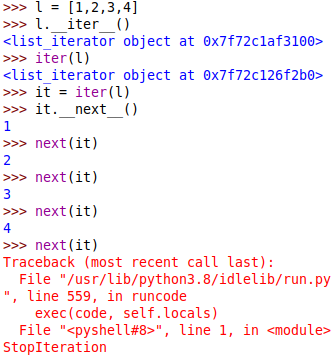 >>> l = [1,2,3,4]
>>> l.__iter__()
<list_iterator object at 0x7f72c1af3100>
>>> iter(l)
<list_iterator object at 0x7f72c126f2b0>
>>> it = iter(l)
>>> it.__next__()
1
>>> next(it)
2
>>> next(it)
3
>>> next(it)
4
>>> next(it)
Traceback (most recent call last):
  File "/usr/lib/python3.8/idlelib/run.py
", line 559, in runcode
    exec(code, self.locals)
  File "<pyshell#8>", line 1, in <module>
StopIteration